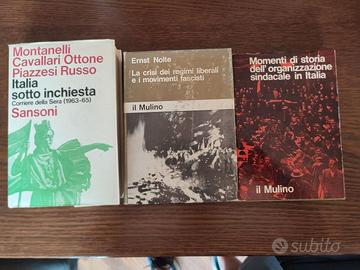 Montanelli
Cavallari Ottone
Piazzesi Russo
Italia
sotto inchiesta
Corriere della Sera (1963-65)
Sansoni
Ernst Nolte
La crisi dei regimi liberali
e i movimenti fascisti
il Mulino
Momenti di storia
dell'organizzazione
sindacale in Italia
il Mulino
subito